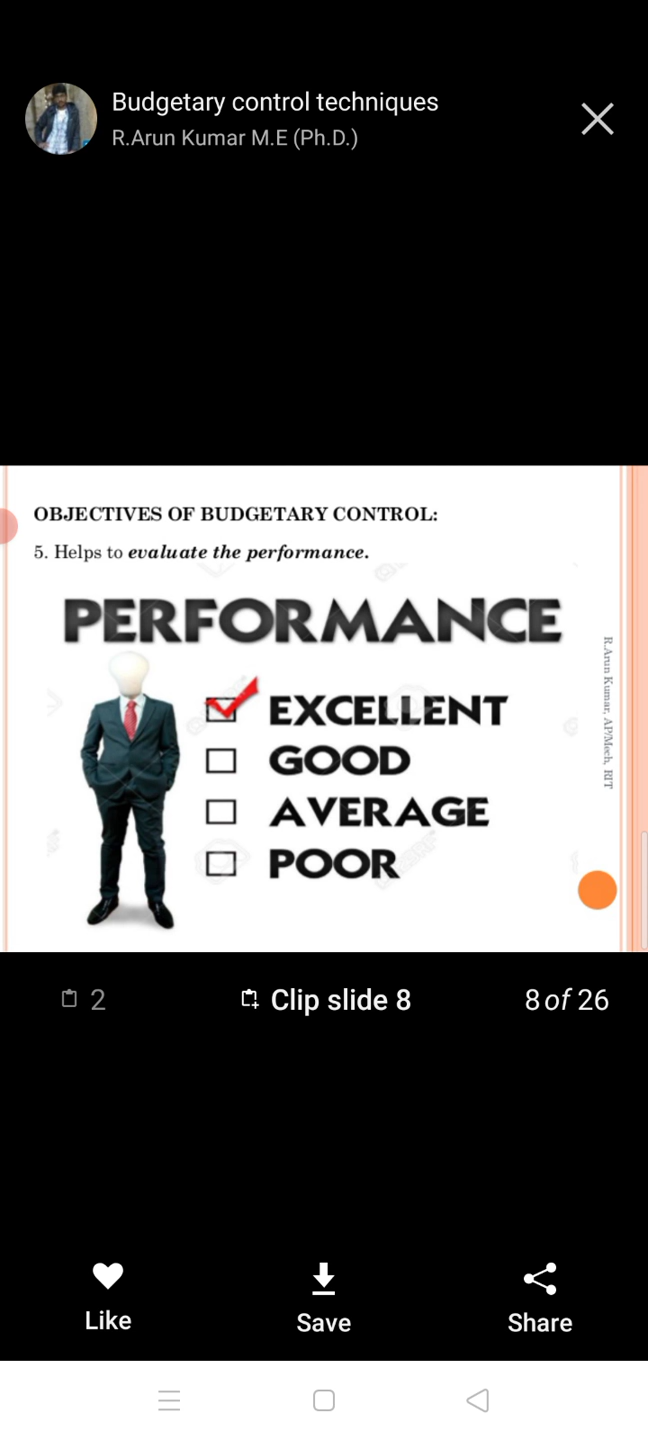 Budgetary control techniques
R.Arun Kumar M.E (Ph.D.)
OBJECTIVES OF BUDGETARY CONTROL:
5. Helps to evaluate the performance.
PERFORMANCE
EXCELLENT
GOOD
AVERAGE
POOR
R.Arun Kumar, AP/Mech, RIT
2
Clip slide 8
8 of 26
Like
Save
Share